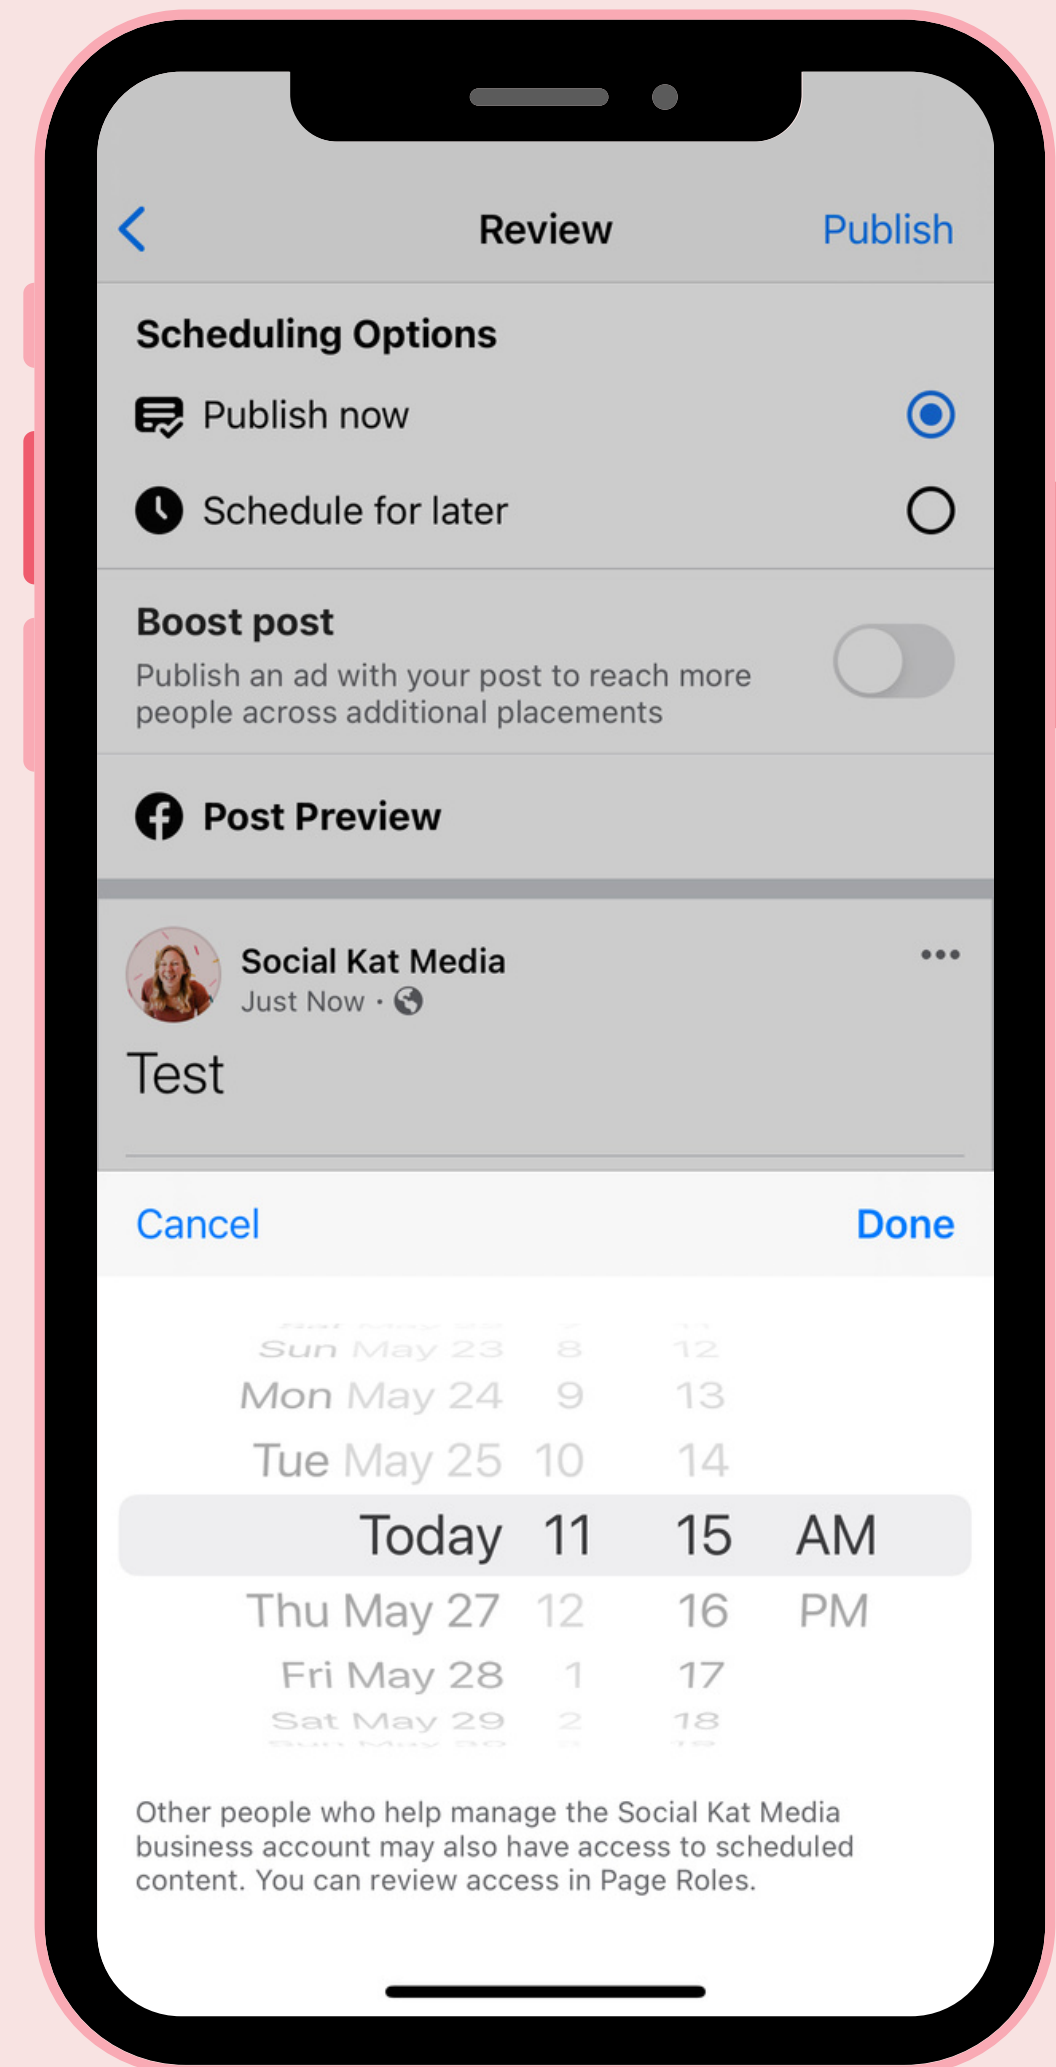 Review
Publish
Scheduling Options
Publish now
Schedule for later
Boost post
Publish an ad with your post to reach more
people across additional placements
Post Preview
Social Kat Media
Just Now ·
Test
Cancel
Done
Sun May 23 8 12
Mon May 24 9 13
Tue May 25 10 14
Today 11 15 AM
Thu May 27 12 16 PM
Fri May 28 1 17
Sat May 29 2 18
Other people who help manage the Social Kat Media
business account may also have access to scheduled
content. You can review access in Page Roles.